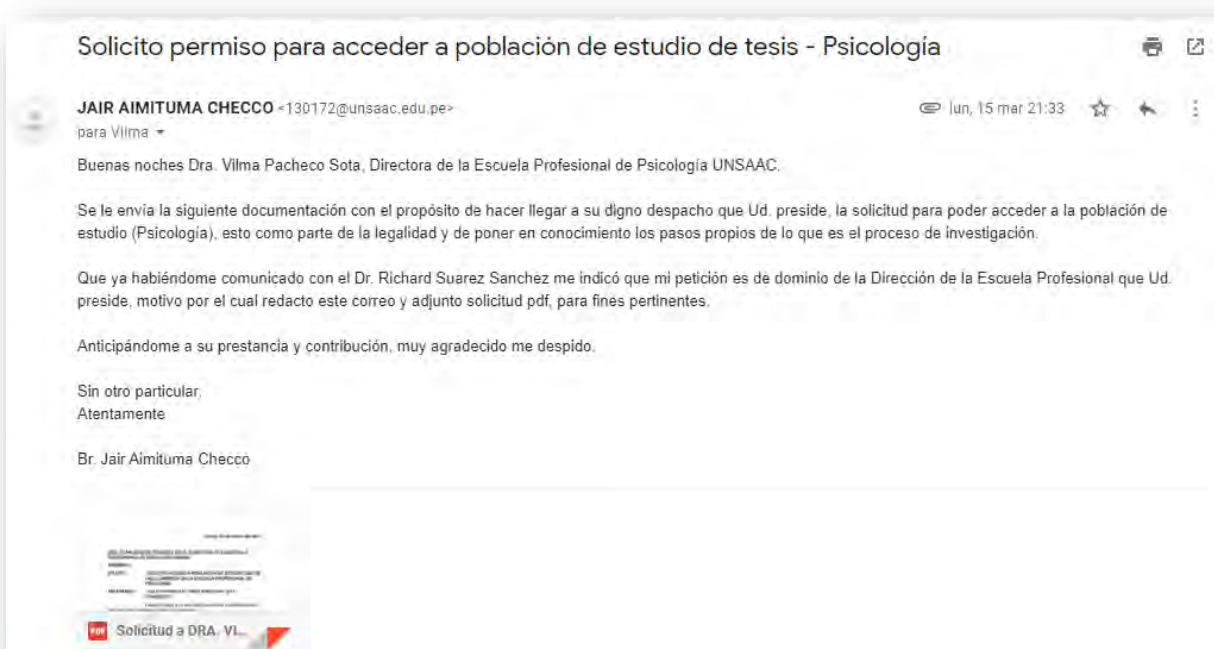 Solicito permiso para acceder a población de estudio de tesis - Psicología
JAIR AIMITUMA CHECCO <130172@unsaac.edu.pe>
lun, 15 mar 21:33
para Vilma
Buenas noches Dra. Vilma Pacheco Sota, Directora de la Escuela Profesional de Psicología UNSAAC.
Se le envía la siguiente documentación con el propósito de hacer llegar a su digno despacho que Ud. preside, la solicitud para poder acceder a la población de
estudio (Psicología), esto como parte de la legalidad y de poner en conocimiento los pasos propios de lo que es el proceso de investigación.
Que ya habiéndome comunicado con el Dr. Richard Suarez Sanchez me indicó que mi petición es de dominio de la Dirección de la Escuela Profesional que Ud.
preside, motivo por el cual redacto este correo y adjunto solicitud pdf, para fines pertinentes.
Anticipándome a su prestancia y contribución, muy agradecido me despido.
Sin otro particular,
Atentamente
Br. Jair Aimituma Checco
PDF Solicitud a DRA. VI...